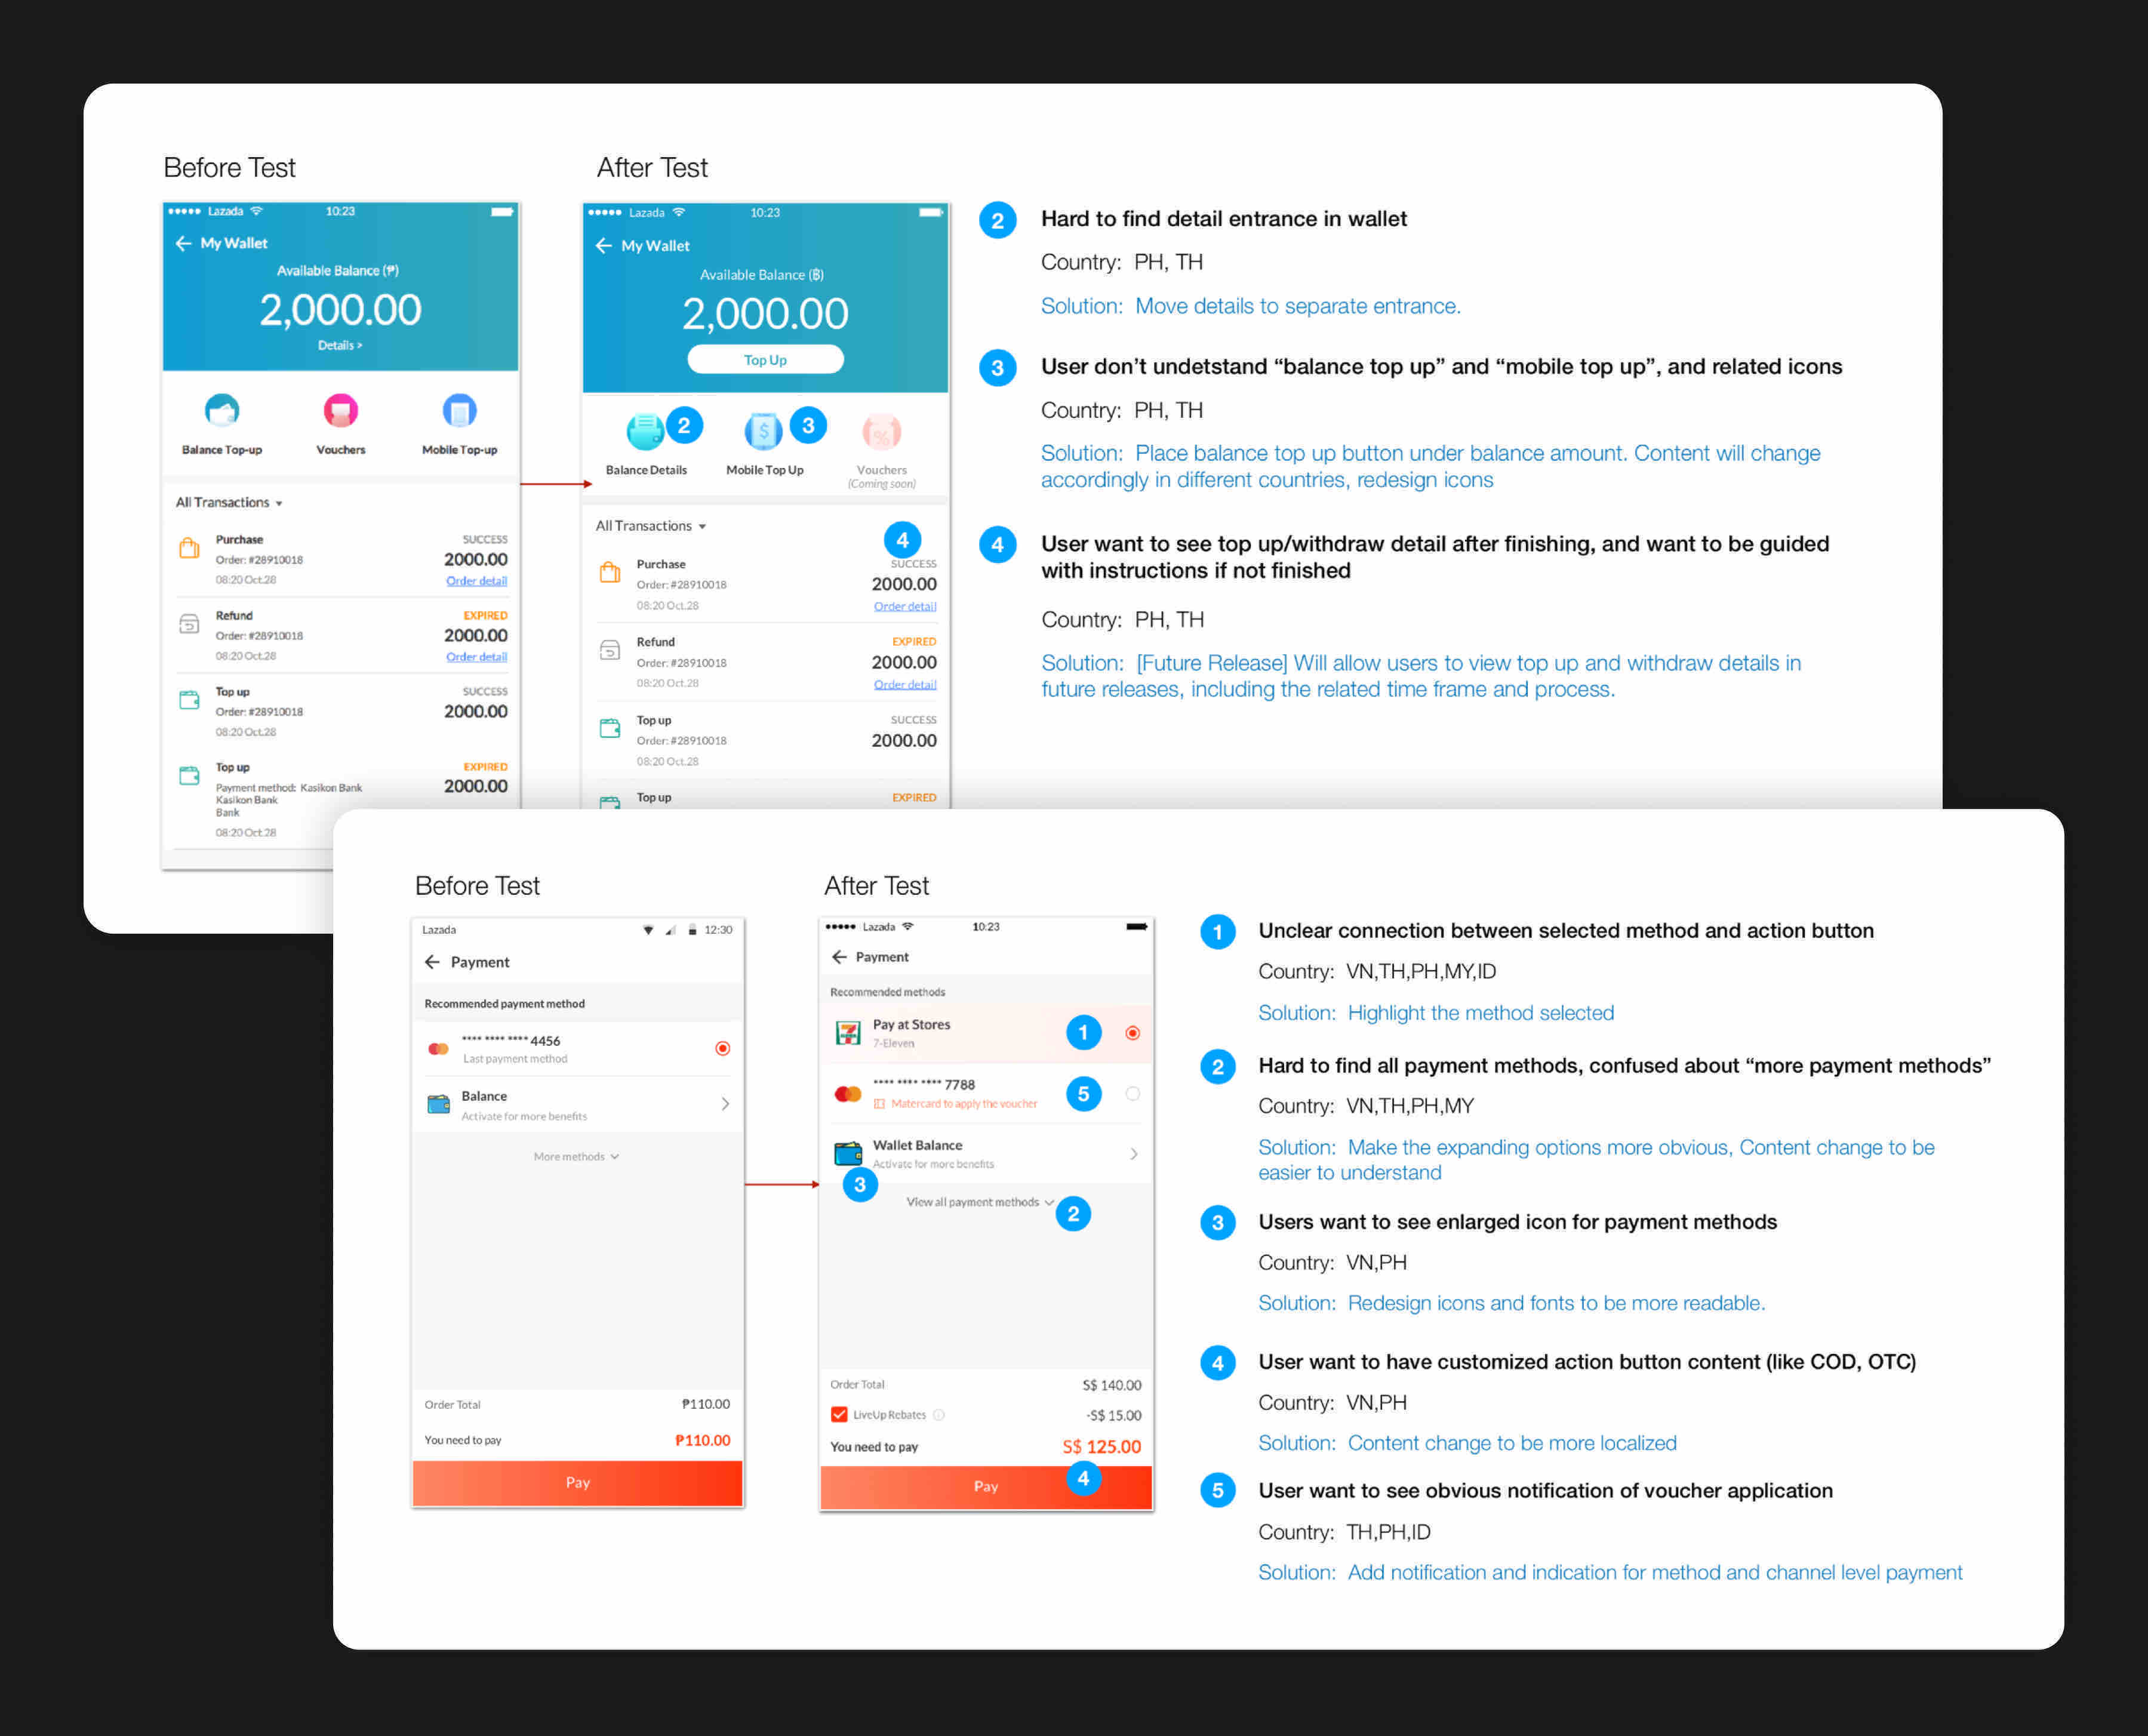 Before Test
Lazada 10:23
My Wallet
Available Balance (₱)
2,000.00
Details >
Balance Top-up Vouchers Mobile Top-up
All Transactions
Purchase SUCCESS
Order: #28910018 2000.00
08:20 Oct.28 Order detail
Refund EXPIRED
Order: #28910018 2000.00
08:20 Oct.28 Order detail
Top up SUCCESS
Order: #28910018 2000.00
08:20 Oct.28
Top up EXPIRED
Payment method: Kasikon Bank 2000.00
Kasikon Bank
Bank
08:20 Oct.28
After Test
Lazada 10:23
My Wallet
Available Balance (฿)
2,000.00
Top Up
2 3
Balance Details Mobile Top Up Vouchers
(Coming soon)
All Transactions
4
Purchase SUCCESS
Order: #28910018 2000.00
08:20 Oct.28 Order detail
Refund EXPIRED
Order: #28910018 2000.00
08:20 Oct.28 Order detail
Top up SUCCESS
Order: #28910018 2000.00
08:20 Oct.28
Top up EXPIRED
2 Hard to find detail entrance in wallet
Country: PH, TH
Solution: Move details to separate entrance.
3 User don’t undetstand “balance top up” and “mobile top up”, and related icons
Country: PH, TH
Solution: Place balance top up button under balance amount. Content will change
accordingly in different countries, redesign icons
4 User want to see top up/withdraw detail after finishing, and want to be guided
with instructions if not finished
Country: PH, TH
Solution: [Future Release] Will allow users to view top up and withdraw details in
future releases, including the related time frame and process.
Before Test
Lazada 12:30
Payment
Recommended payment method
**** **** **** 4456
Last payment method
Balance
Activate for more benefits
More methods
Order Total ₱110.00
You need to pay ₱110.00
Pay
After Test
Lazada 10:23
Payment
Recommended methods
Pay at Stores 1
7-Eleven
**** **** **** 7788 5
Matercard to apply the voucher
Wallet Balance
Activate for more benefits
3
View all payment methods 2
Order Total S$ 140.00
LiveUp Rebates -S$ 15.00
You need to pay S$ 125.00
Pay 4
1 Unclear connection between selected method and action button
Country: VN,TH,PH,MY,ID
Solution: Highlight the method selected
2 Hard to find all payment methods, confused about “more payment methods”
Country: VN,TH,PH,MY
Solution: Make the expanding options more obvious, Content change to be
easier to understand
3 Users want to see enlarged icon for payment methods
Country: VN,PH
Solution: Redesign icons and fonts to be more readable.
4 User want to have customized action button content (like COD, OTC)
Country: VN,PH
Solution: Content change to be more localized
5 User want to see obvious notification of voucher application
Country: TH,PH,ID
Solution: Add notification and indication for method and channel level payment